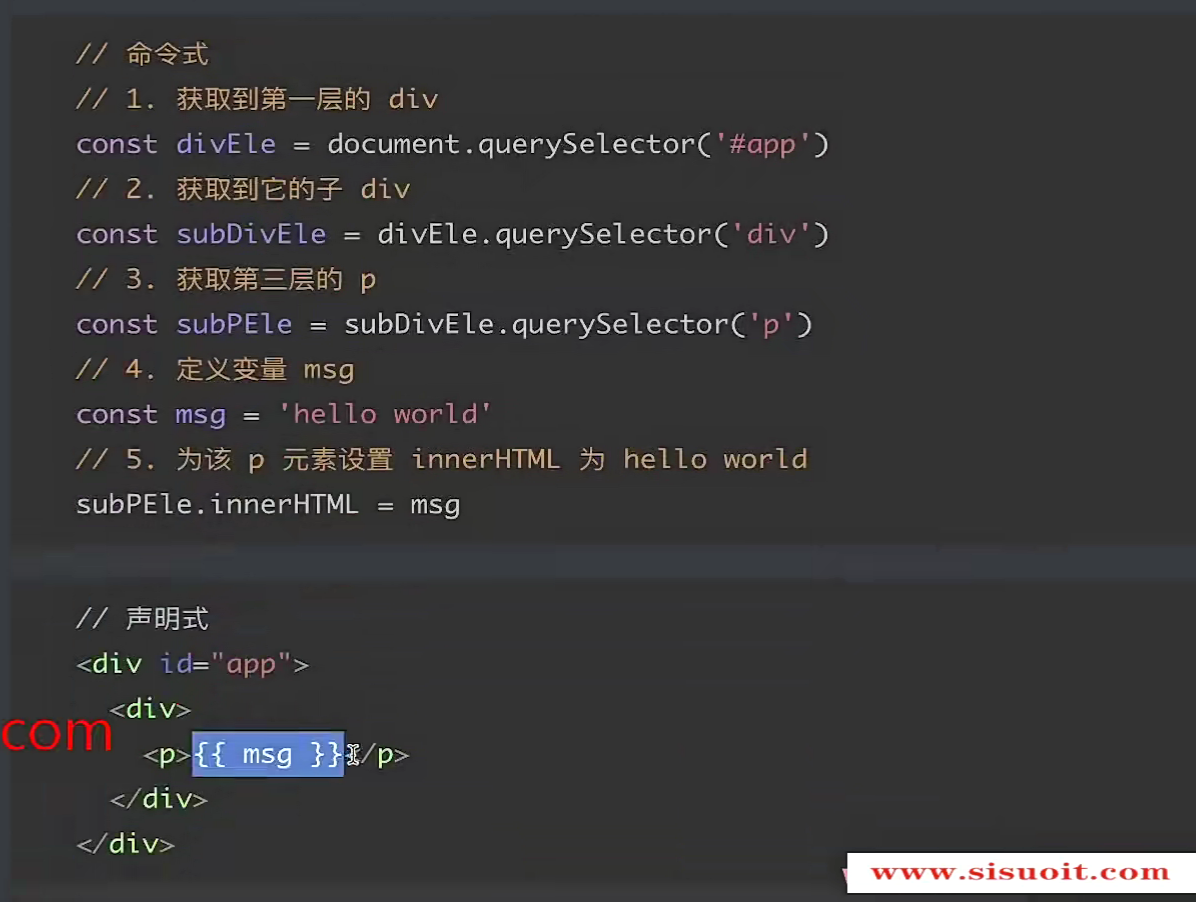 // 命令式
// 1. 获取到第一层的 div
const divEle = document.querySelector('#app')
// 2. 获取到它的子 div
const subDivEle = divEle.querySelector('div')
// 3. 获取第三层的 p
const subPEle = subDivEle.querySelector('p')
// 4. 定义变量 msg
const msg = 'hello world'
// 5. 为该 p 元素设置 innerHTML 为 hello world
subPEle.innerHTML = msg
// 声明式
<div id="app">
<div>
com
<p>{{ msg }}</p>
</div>
</div>
www.sisuoit.com